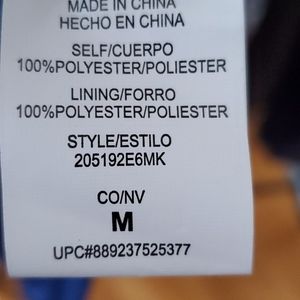 MADE IN CHINA
HECHO EN CHINA
SELF/CUERPO
100%POLYESTER/POLIESTER
LINING/FORRO
100%POLYESTER/POLIESTER
STYLE/ESTILO
205192E6MK
CO/NV
M
UPC#889237525377